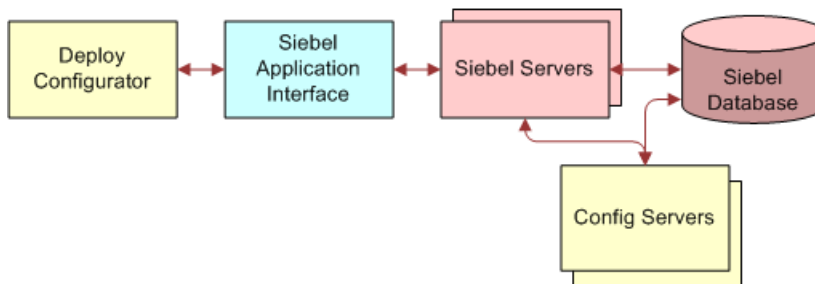 Deploy
Configurator
Siebel
Application
Interface
Siebel Servers
Siebel
Database
Config Servers